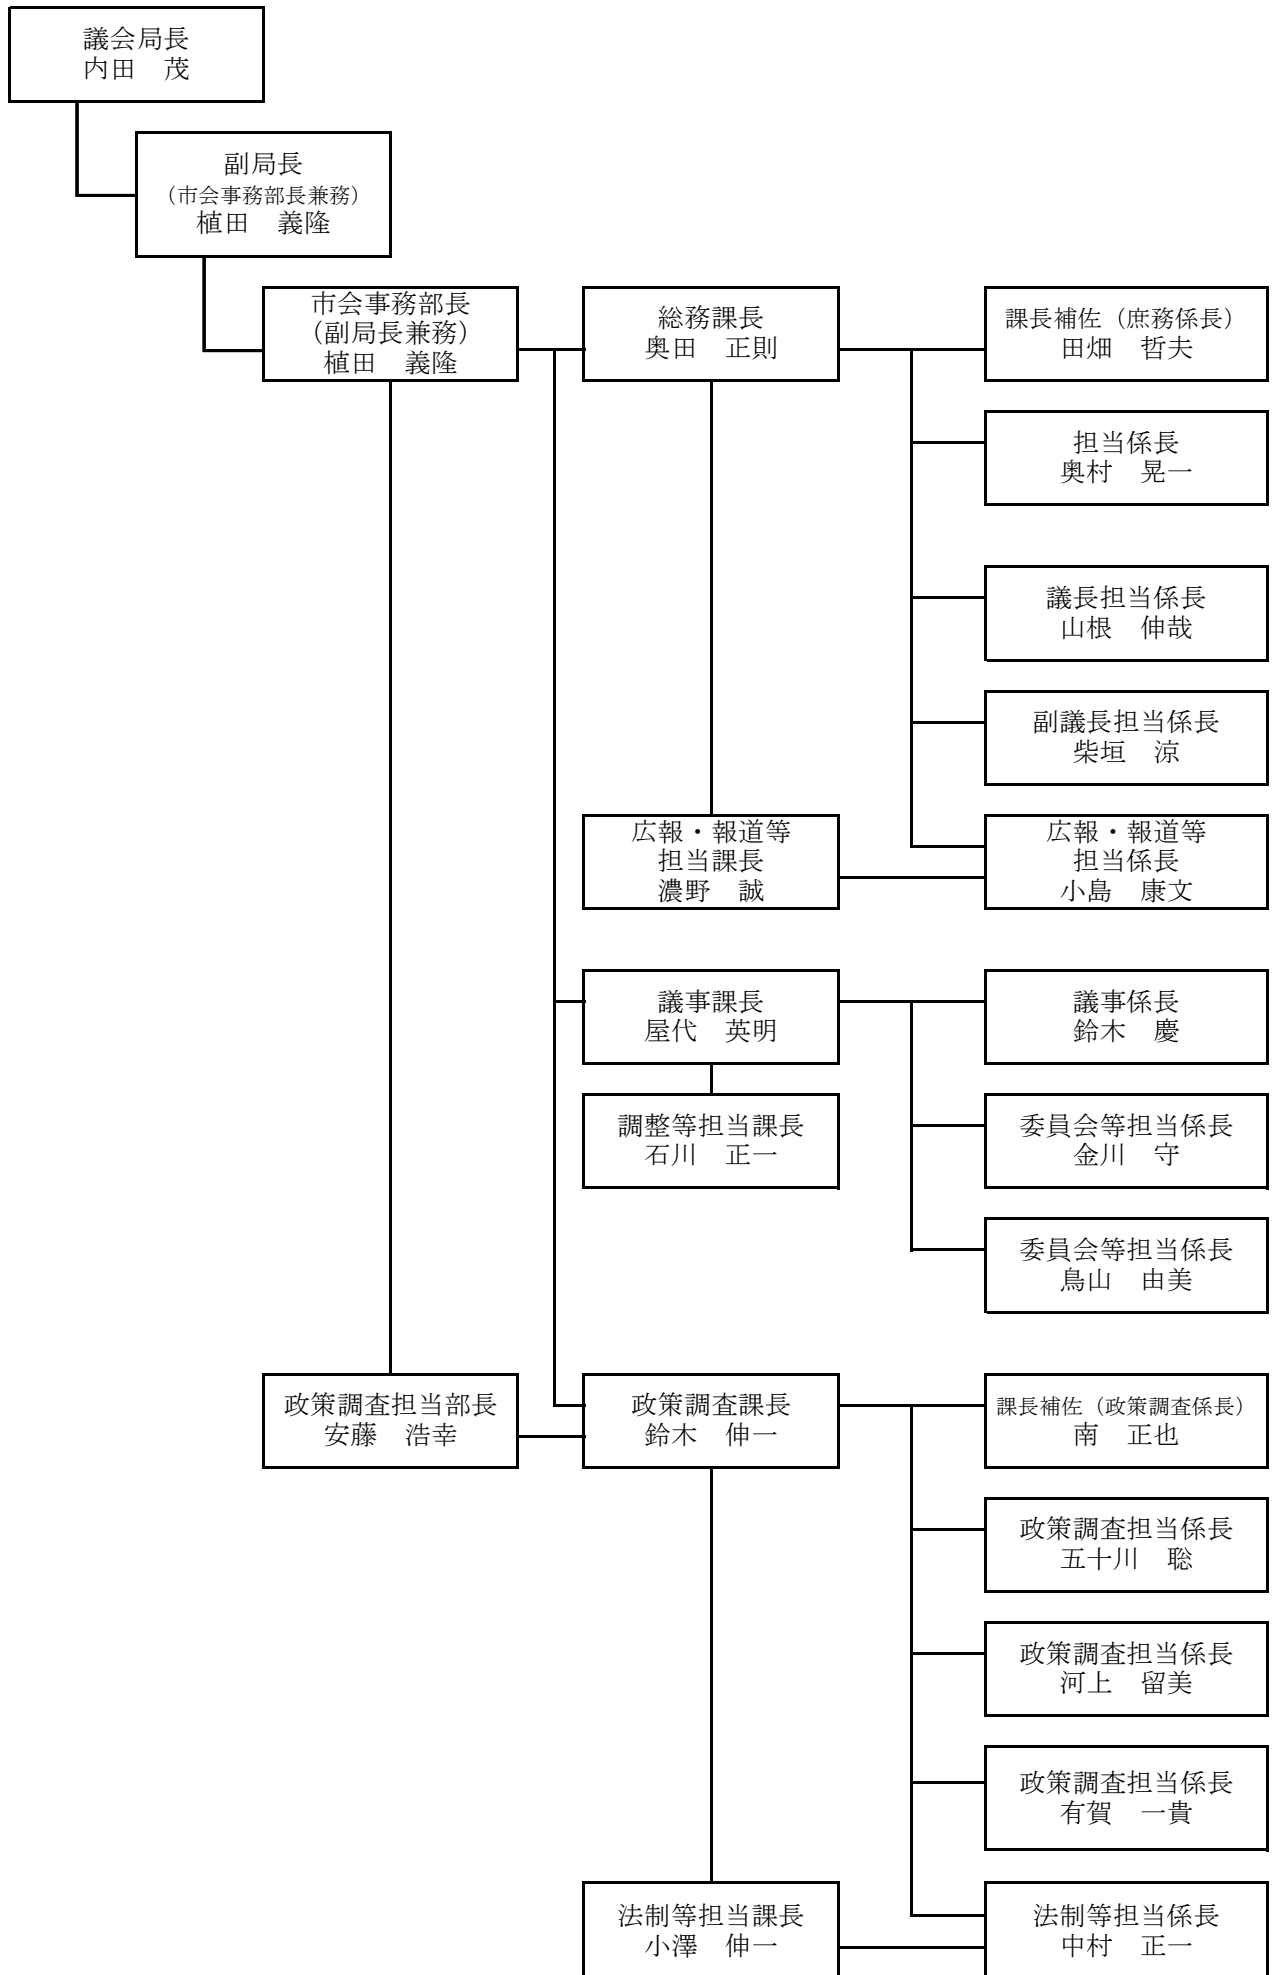 議会局長
内田　茂
副局長
（市会事務部長兼務）
植田　義隆
市会事務部長
（副局長兼務）
植田　義隆
総務課長
奥田　正則
課長補佐（庶務係長）
田畑　哲夫
担当係長
奥村　晃一
議長担当係長
山根　伸哉
副議長担当係長
柴垣　涼
広報・報道等
担当課長
濃野　誠
広報・報道等
担当係長
小島　康文
議事課長
屋代　英明
議事係長
鈴木　慶
調整等担当課長
石川　正一
委員会等担当係長
金川　守
委員会等担当係長
鳥山　由美
政策調査担当部長
安藤　浩幸
政策調査課長
鈴木　伸一
課長補佐（政策調査係長）
南　正也
政策調査担当係長
五十川　聡
政策調査担当係長
河上　留美
政策調査担当係長
有賀　一貴
法制等担当課長
小澤　伸一
法制等担当係長
中村　正一